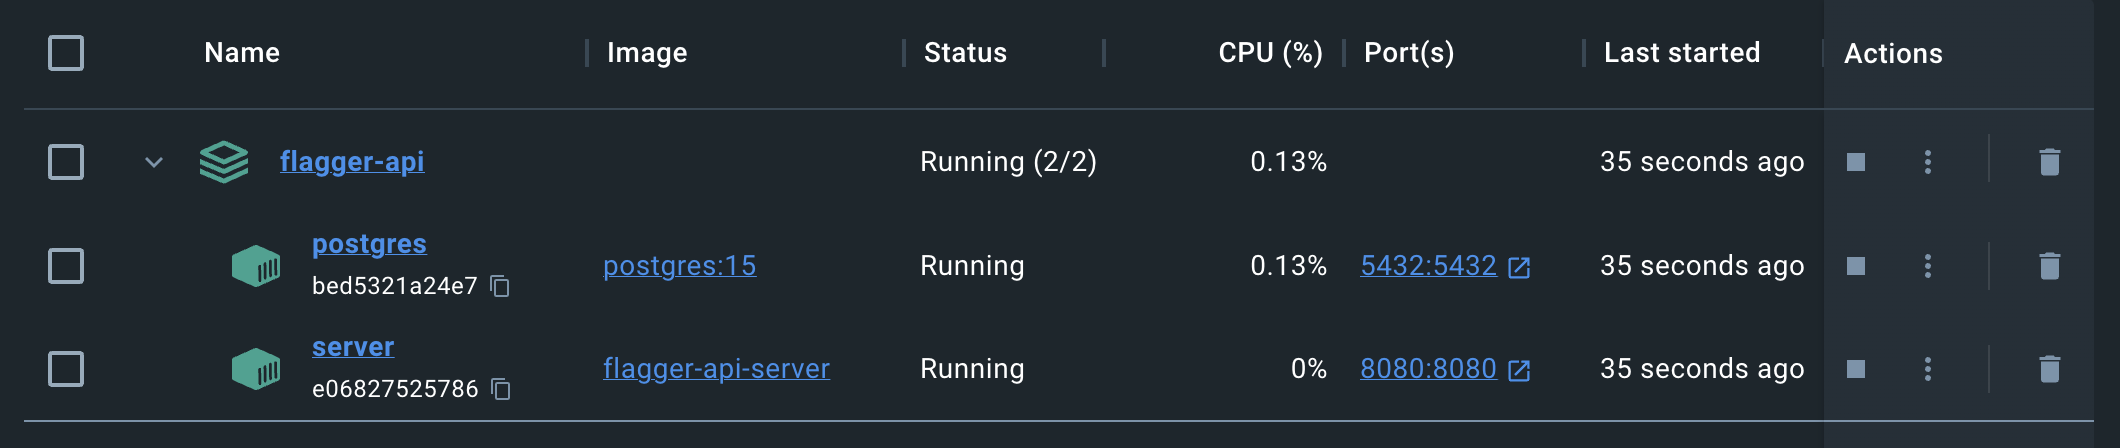 Name Image Status CPU (%) Port(s) Last started Actions
flagger-api Running (2/2) 0.13% 35 seconds ago
postgres
bed5321a24e7 postgres:15 Running 0.13% 5432:5432 35 seconds ago
server
e06827525786 flagger-api-server Running 0% 8080:8080 35 seconds ago